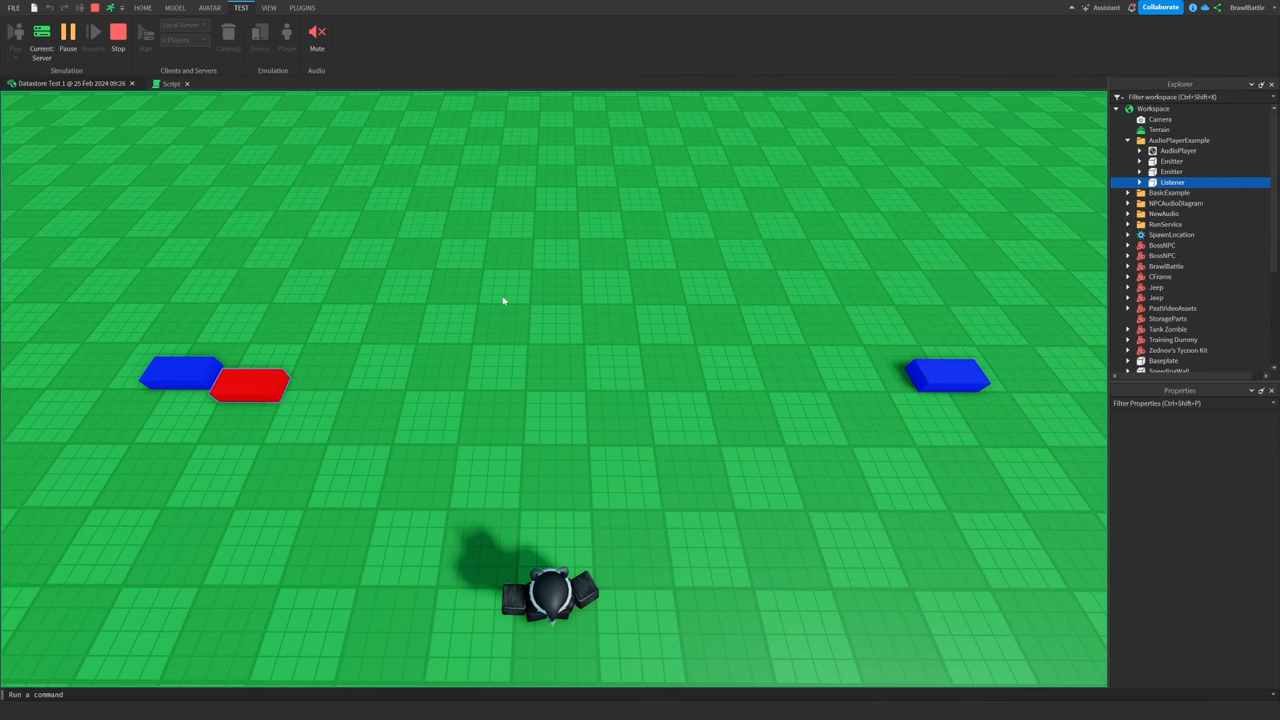 FILE HOME MODEL AVATAR TEST VIEW PLUGINS Assistant Collaborate BrawlBattle
Play Current: Server Pause Resume Stop Start Local Server 2 Players Cleanup Device Player Mute
Simulation Clients and Servers Emulation Audio
Datastore Test 1 @ 25 Feb 2024 09:26 Script
Explorer
Filter workspace (Ctrl+Shift+X)
Workspace
Camera
Terrain
AudioPlayerExample
AudioPlayer
Emitter
Emitter
Listener
BasicExample
NPCAudioDiagram
NewAudio
RunService
SpawnLocation
BossNPC
BossNPC
BrawlBattle
CFrame
Jeep
Jeep
PastVideoAssets
StorageParts
Tank Zombie
Training Dummy
Zednov's Tycoon Kit
Baseplate
SpeedingWall
Properties
Filter Properties (Ctrl+Shift+P)
Run a command